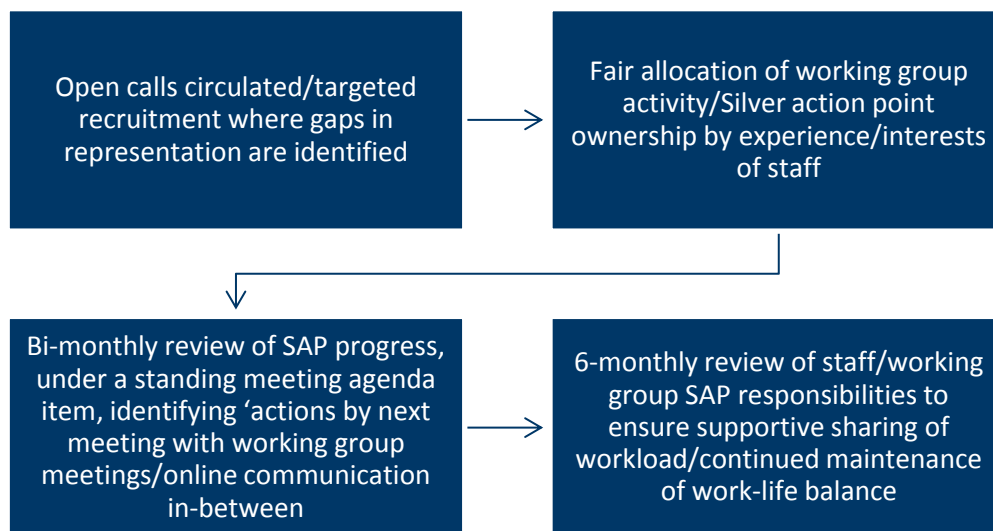 Open calls circulated/targeted
recruitment where gaps in
representation are identified
Fair allocation of working group
activity/Silver action point
ownership by experience/interests
of staff
Bi-monthly review of SAP progress,
under a standing meeting agenda
item, identifying ‘actions by next
meeting with working group
meetings/online communication
in-between
6-monthly review of staff/working
group SAP responsibilities to
ensure supportive sharing of
workload/continued maintenance
of work-life balance